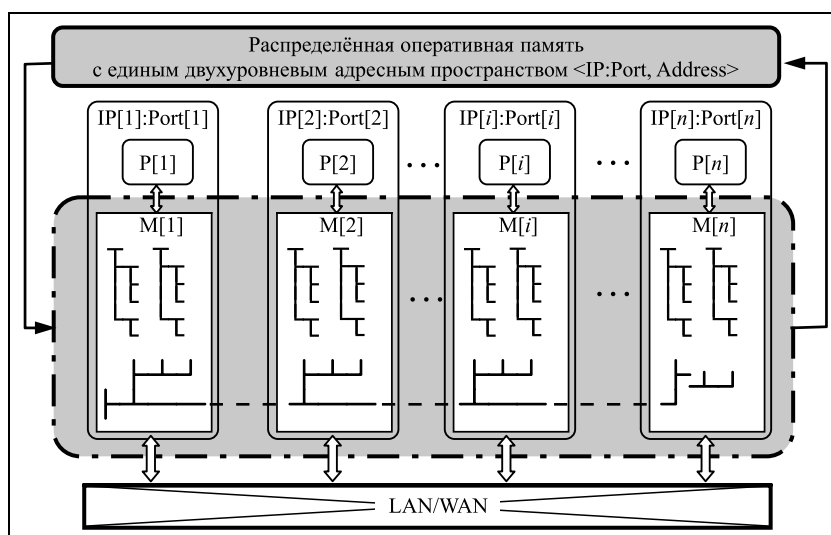 Распределённая оперативная память
с единым двухуровневым адресным пространством <IP:Port, Address>
IP[1]:Port[1] IP[2]:Port[2] IP[i]:Port[i] IP[n]:Port[n]
P[1] P[2] ... P[i] ... P[n]
M[1] M[2] M[i] M[n]
... ...
LAN/WAN